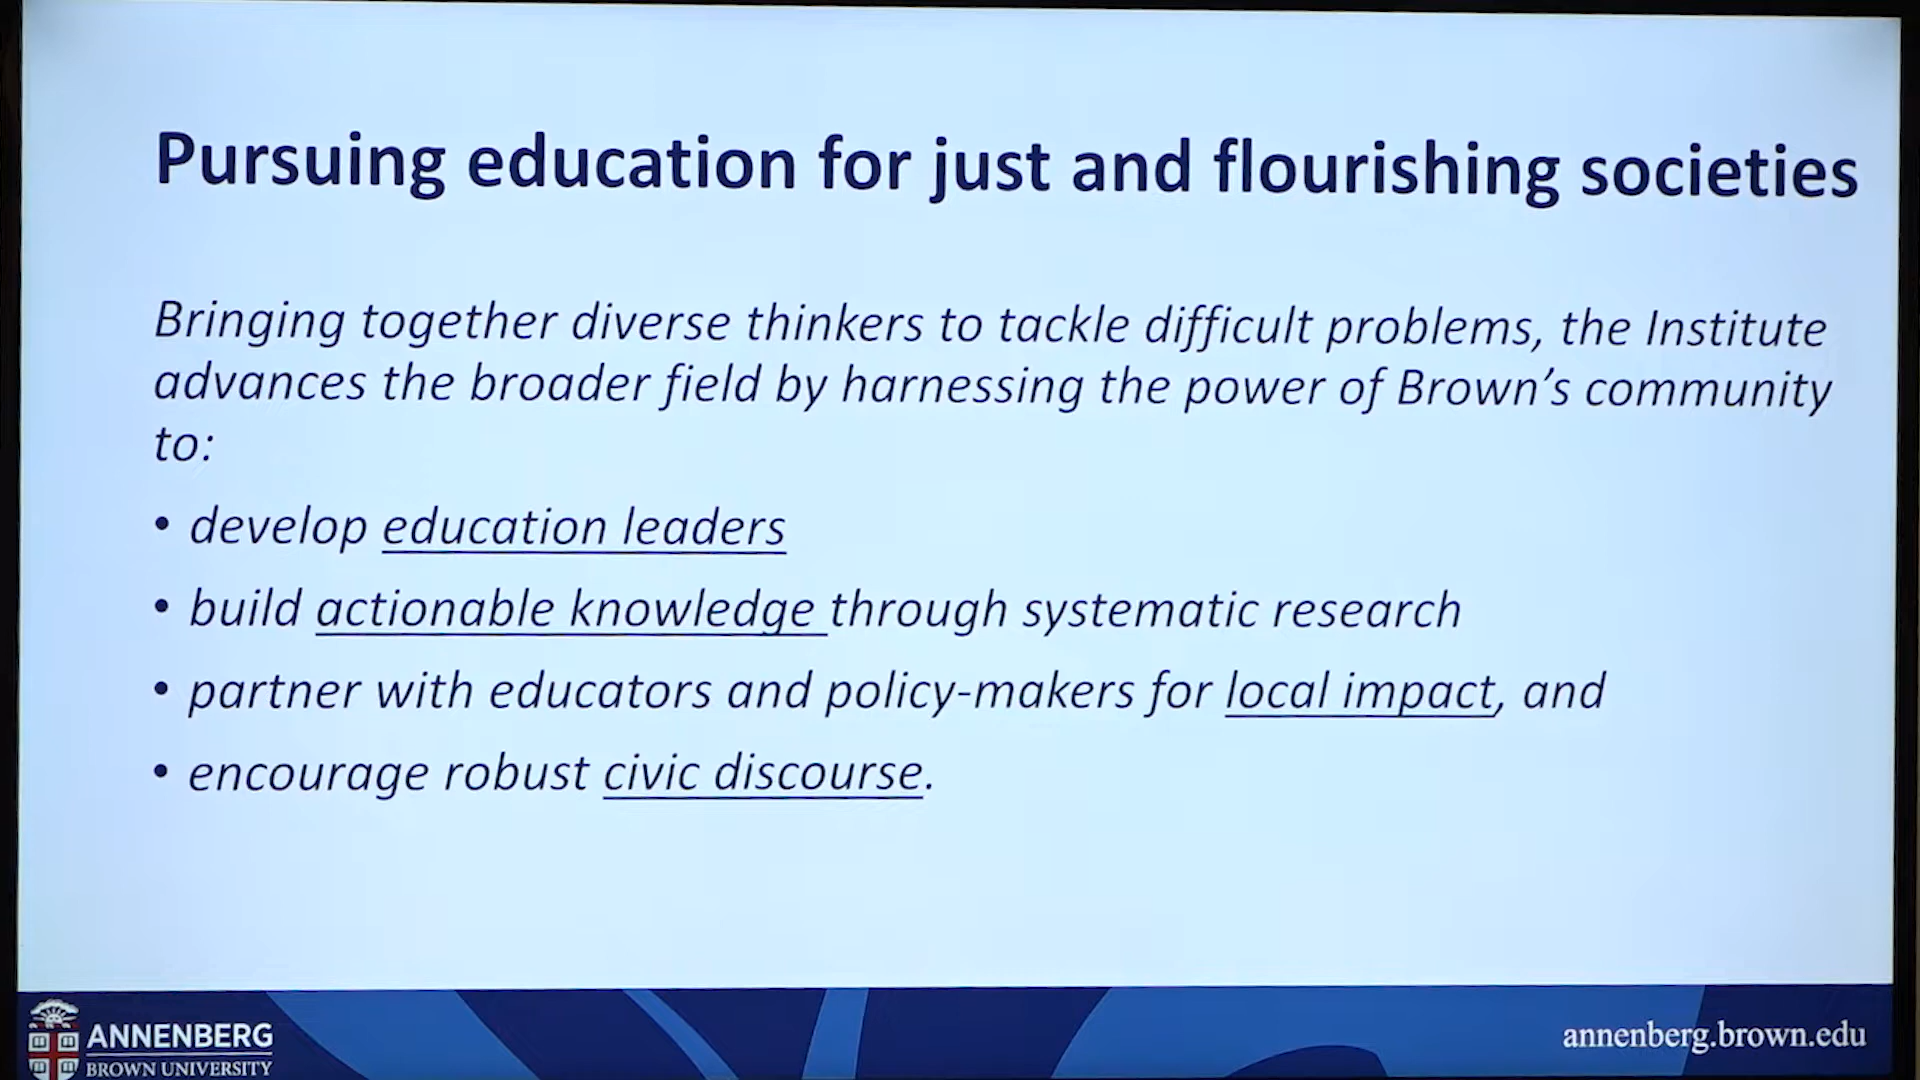 Pursuing education for just and flourishing societies
Bringing together diverse thinkers to tackle difficult problems, the Institute
advances the broader field by harnessing the power of Brown’s community
to:
• develop education leaders
• build actionable knowledge through systematic research
• partner with educators and policy-makers for local impact, and
• encourage robust civic discourse.
ANNENBERG
BROWN UNIVERSITY
annenberg.brown.edu